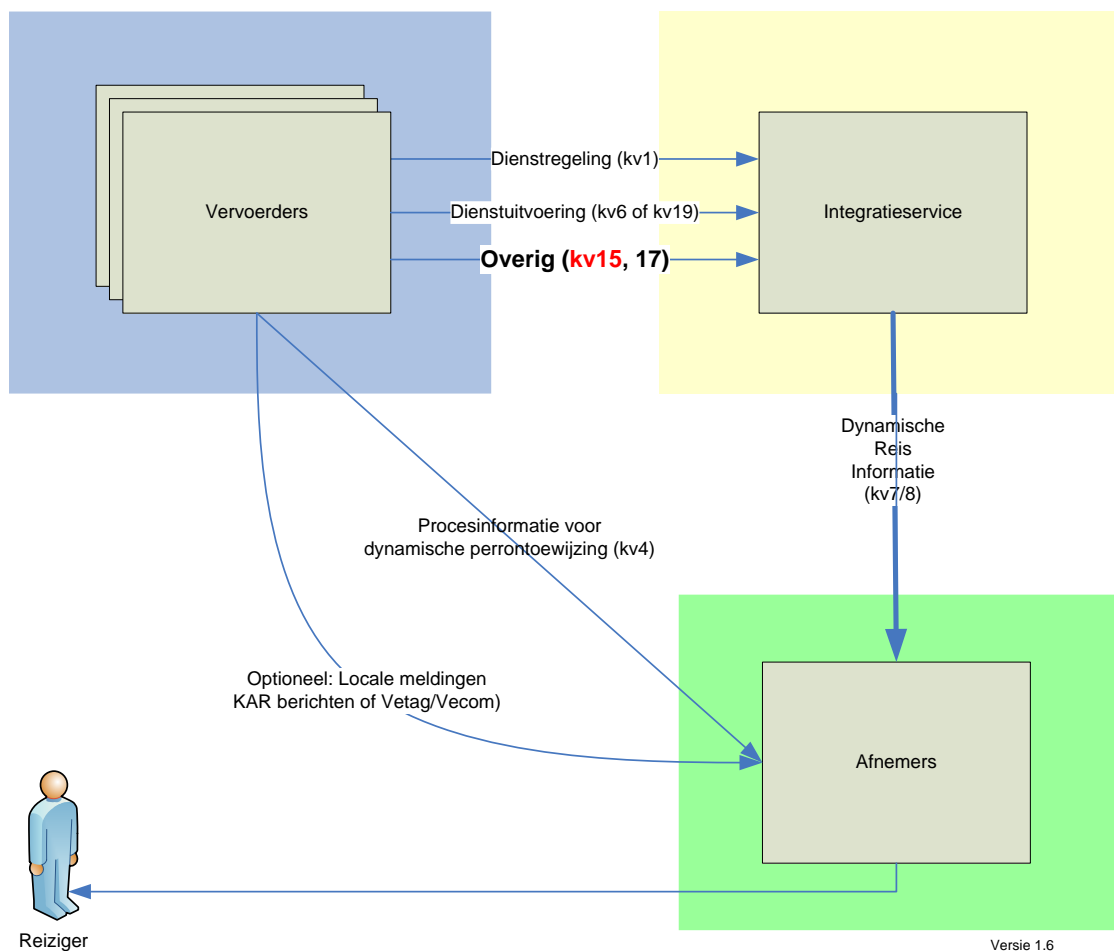 Dienstregeling (kv1)
Vervoerders
Dienstuitvoering (kv6 of kv19)
Integratieservice
Overig (kv15, 17)
Dynamische
Reis
Informatie
(kv7/8)
Procesinformatie voor
dynamische perrontoewijzing (kv4)
Optioneel: Locale meldingen
KAR berichten of Vetag/Vecom)
Afnemers
Reiziger
Versie 1.6